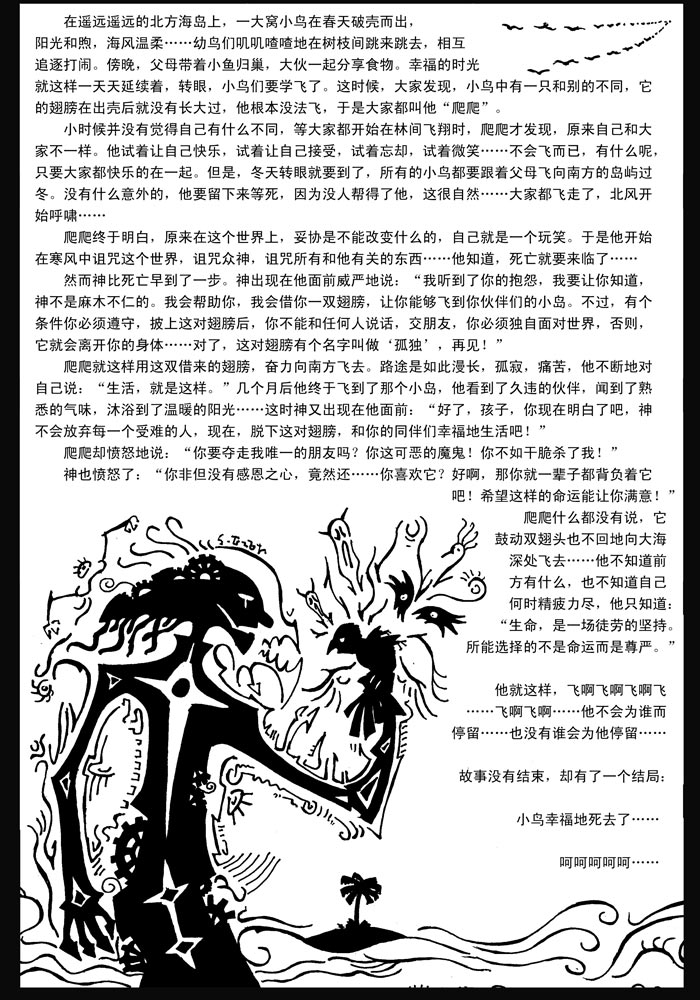 在遥远遥远的北方海岛上，一大窝小鸟在春天破壳而出，
阳光和煦，海风温柔……幼鸟们叽叽喳喳地在树枝间跳来跳去，相互
追逐打闹。傍晚，父母带着小鱼归巢，大伙一起分享食物。幸福的时光
就这样一天天延续着，转眼，小鸟们要学飞了。这时候，大家发现，小鸟中有一只和别的不同，它
的翅膀在出壳后就没有长大过，他根本没法飞，于是大家都叫他“爬爬”。
小时候并没有觉得自己有什么不同，等大家都开始在林间飞翔时，爬爬才发现，原来自己和大
家不一样。他试着让自己快乐，试着让自己接受，试着忘却，试着微笑……不会飞而已，有什么呢，
只要大家都快乐的在一起。但是，冬天转眼就要到了，所有的小鸟都要跟着父母飞向南方的岛屿过
冬。没有什么意外的，他要留下来等死，因为没人帮得了他，这很自然……大家都飞走了，北风开
始呼啸……
爬爬终于明白，原来在这个世界上，妥协是不能改变什么的，自己就是一个玩笑。于是他开始
在寒风中诅咒这个世界，诅咒众神，诅咒所有和他有关的东西……他知道，死亡就要来临了……
然而神比死亡早到了一步。神出现在他面前威严地说：“我听到了你的抱怨，我要让你知道，
神不是麻木不仁的。我会帮助你，我会借你一双翅膀，让你能够飞到你伙伴们的小岛。不过，有个
条件你必须遵守，披上这对翅膀后，你不能和任何人说话，交朋友，你必须独自面对世界，否则，
它就会离开你的身体……对了，这对翅膀有个名字叫做‘孤独’，再见！”
爬爬就这样用这双借来的翅膀，奋力向南方飞去。路途是如此漫长，孤寂，痛苦，他不断地对
自己说：“生活，就是这样。”几个月后他终于飞到了那个小岛，他看到了久违的伙伴，闻到了熟
悉的气味，沐浴到了温暖的阳光……这时神又出现在他面前：“好了，孩子，你现在明白了吧，神
不会放弃每一个受难的人，现在，脱下这对翅膀，和你的同伴们幸福地生活吧！”
爬爬却愤怒地说：“你要夺走我唯一的朋友吗？你这可恶的魔鬼！你不如干脆杀了我！”
神也愤怒了：“你非但没有感恩之心，竟然还……你喜欢它？好啊，那你就一辈子都背负着它
吧！希望这样的命运能让你满意！”
爬爬什么都没有说，它
鼓动双翅头也不回地向大海
深处飞去……他不知道前
方有什么，也不知道自己
何时精疲力尽，他只知道：
“生命，是一场徒劳的坚持。
所能选择的不是命运而是尊严。”
他就这样，飞啊飞啊飞啊飞
……飞啊飞啊……他不会为谁而
停留……也没有谁会为他停留……
故事没有结束，却有了一个结局：
小鸟幸福地死去了……
呵呵呵呵呵……